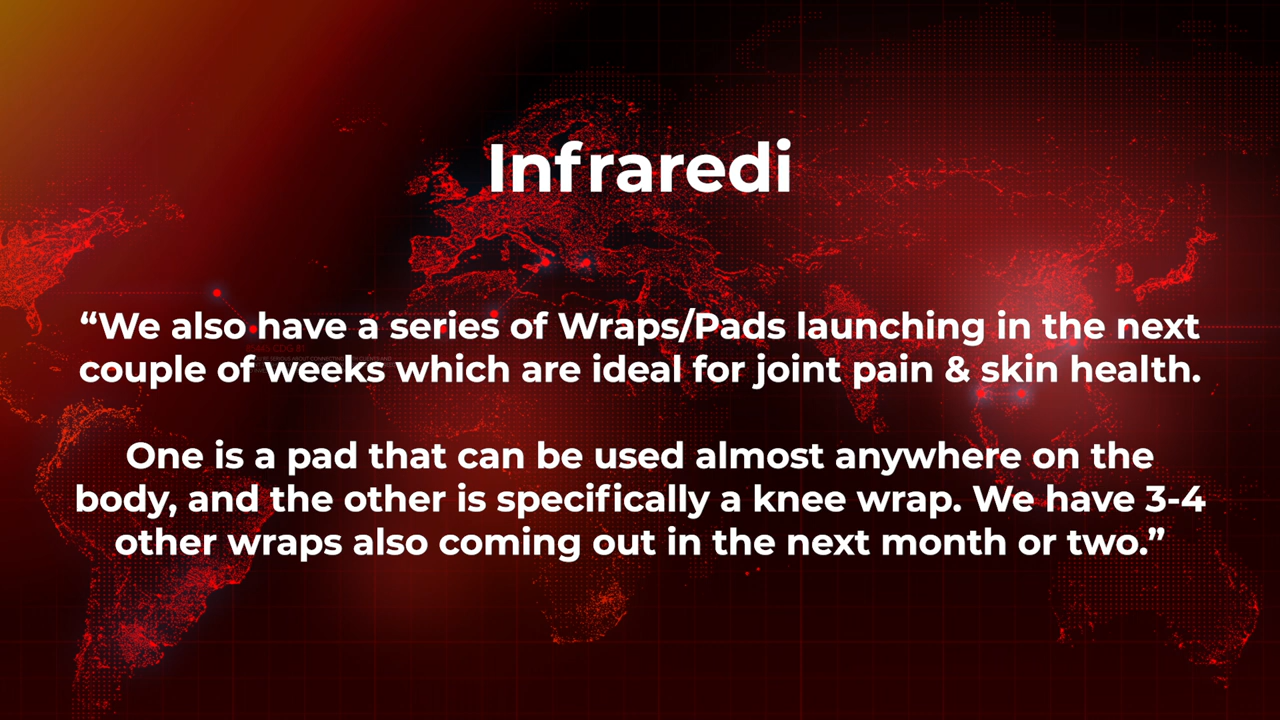 Infraredi
“We also have a series of Wraps/Pads launching in the next
couple of weeks which are ideal for joint pain & skin health.
One is a pad that can be used almost anywhere on the
body, and the other is specifically a knee wrap. We have 3-4
other wraps also coming out in the next month or two.”